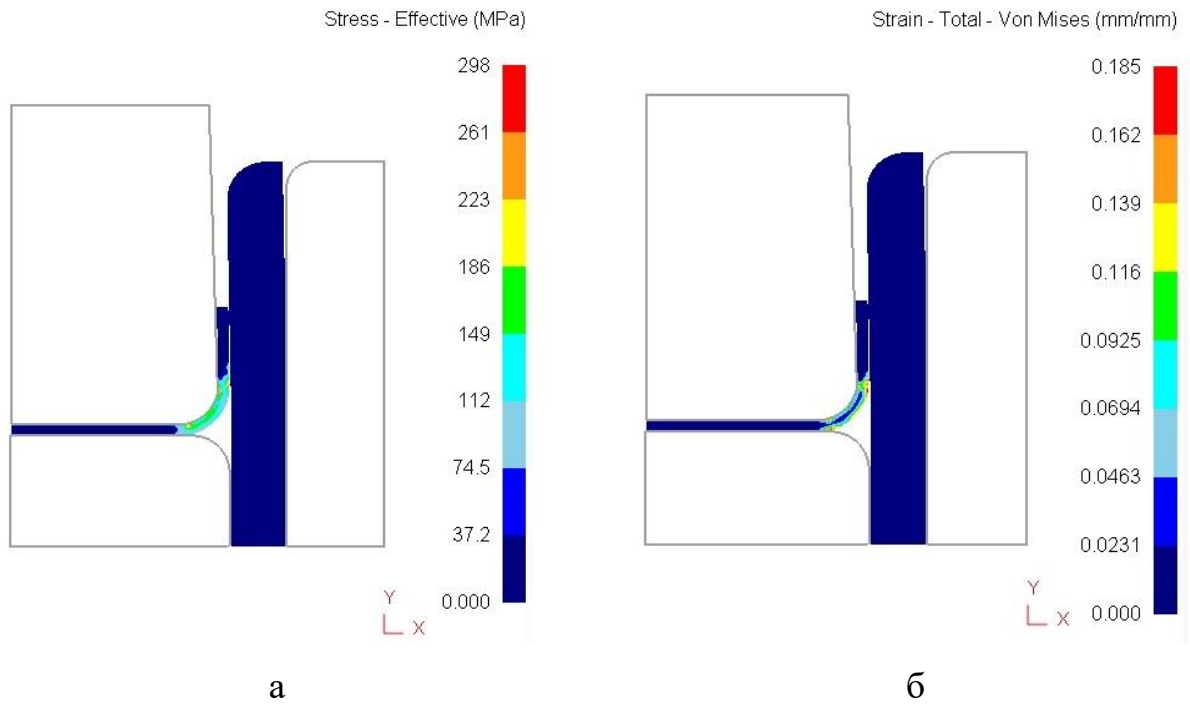 Stress - Effective (MPa)
298
261
223
186
149
112
74.5
37.2
0.000
Y
X
а
Strain - Total - Von Mises (mm/mm)
0.185
0.162
0.139
0.116
0.0925
0.0694
0.0463
0.0231
0.000
Y
X
б